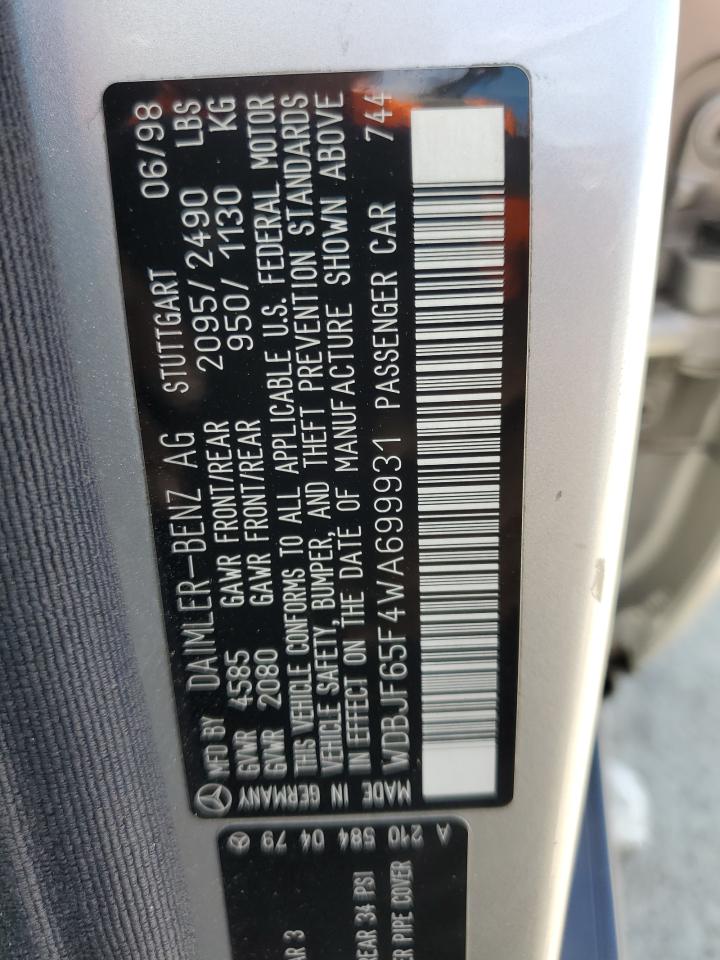 MFD BY DAIMLER-BENZ AG STUTTGART 06/98
GVWR 4585 GAWR FRONT/REAR 2095/2490 LBS
GVWR 2080 GAWR FRONT/REAR 950/1130 KG
THIS VEHICLE CONFORMS TO ALL APPLICABLE U.S. FEDERAL MOTOR
VEHICLE SAFETY, BUMPER, AND THEFT PREVENTION STANDARDS
IN EFFECT ON THE DATE OF MANUFACTURE SHOWN ABOVE
WDBJF65F4WA699931 PASSENGER CAR 744
MADE IN GERMANY
A 210 584 04 79
EAR 34 PSI
PIPE COVER